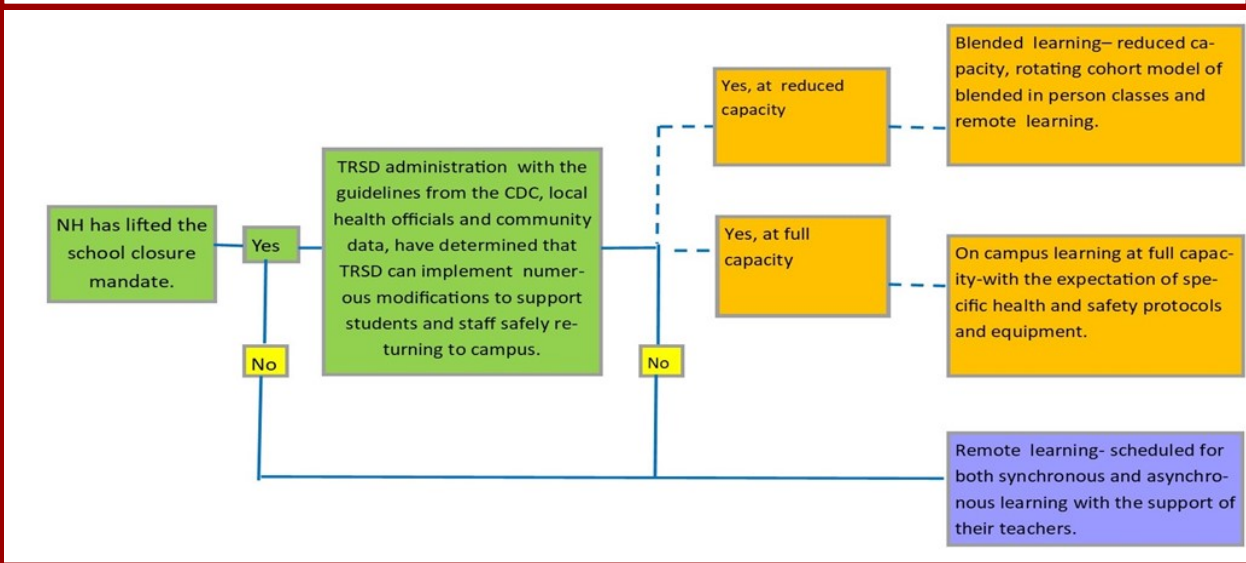 NH has lifted the
school closure
mandate.
Yes
No
TRSD administration with the
guidelines from the CDC, local
health officials and community
data, have determined that
TRSD can implement numer-
ous modifications to support
students and staff safely re-
turning to campus.
No
Yes, at reduced
capacity
Blended learning– reduced ca-
pacity, rotating cohort model of
blended in person classes and
remote learning.
Yes, at full
capacity
On campus learning at full capac-
ity-with the expectation of spe-
cific health and safety protocols
and equipment.
Remote learning- scheduled for
both synchronous and asynchro-
nous learning with the support of
their teachers.